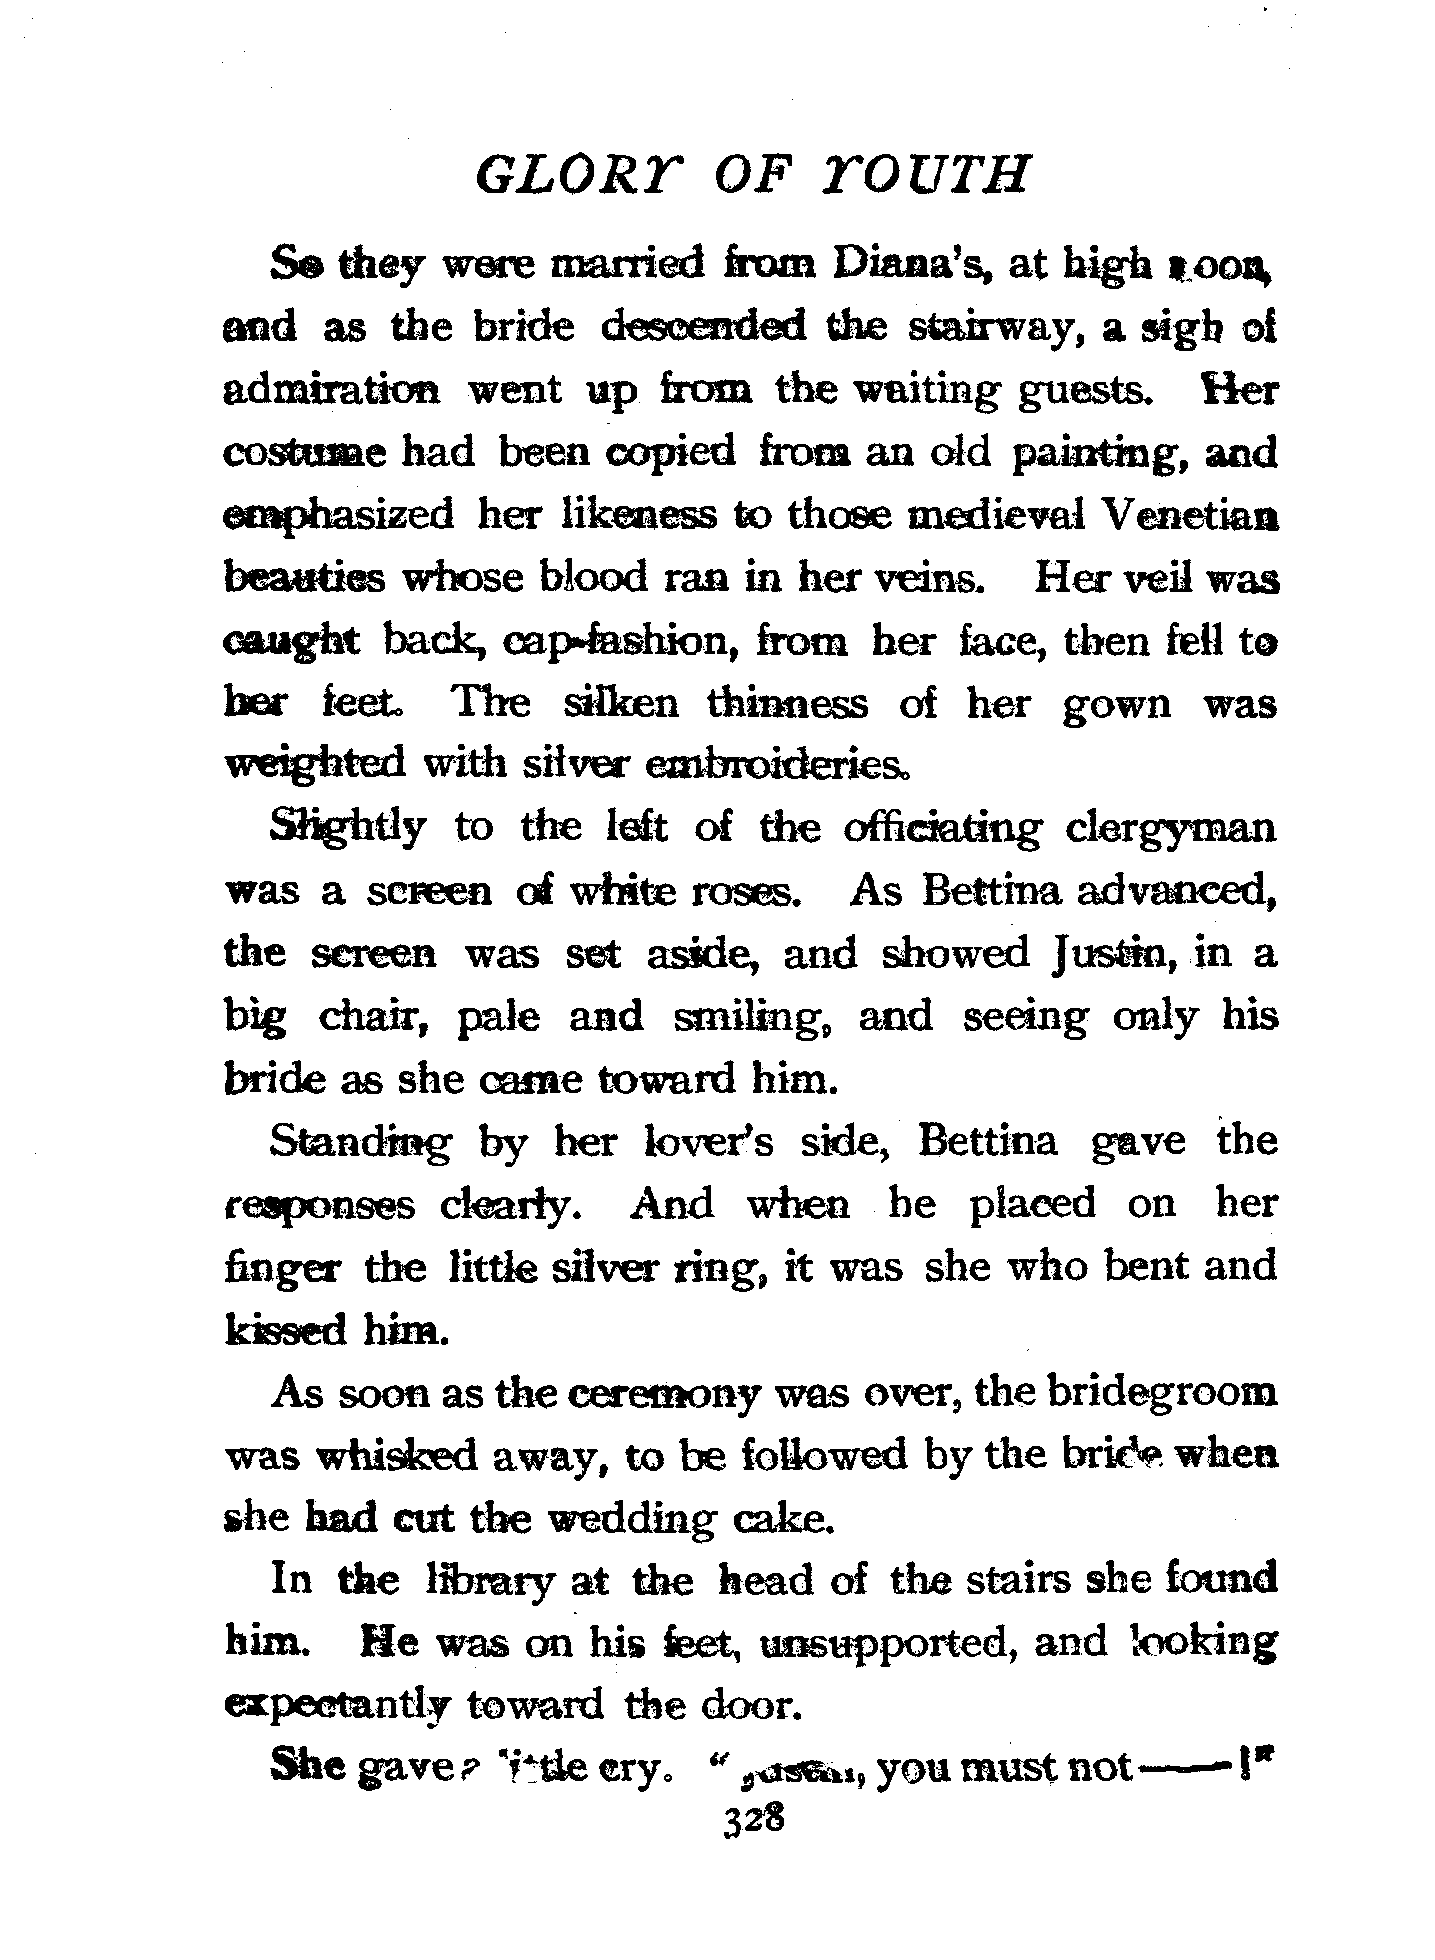 GLORY OF YOUTH
So they were married from Diana's, at high noon,
and as the bride descended the stairway, a sigh of
admiration went up from the waiting guests. Her
costume had been copied from an old painting, and
emphasized her likeness to those medieval Venetian
beauties whose blood ran in her veins. Her veil was
caught back, cap-fashion, from her face, then fell to
her feet. The silken thinness of her gown was
weighted with silver embroideries.
Slightly to the left of the officiating clergyman
was a screen of white roses. As Bettina advanced,
the screen was set aside, and showed Justin, in a
big chair, pale and smiling, and seeing only his
bride as she came toward him.
Standing by her lover's side, Bettina gave the
responses clearly. And when he placed on her
finger the little silver ring, it was she who bent and
kissed him.
As soon as the ceremony was over, the bridegroom
was whisked away, to be followed by the bride when
she had cut the wedding cake.
In the library at the head of the stairs she found
him. He was on his feet, unsupported, and looking
expectantly toward the door.
She gave a little cry. "Justin, you must not——!"
328